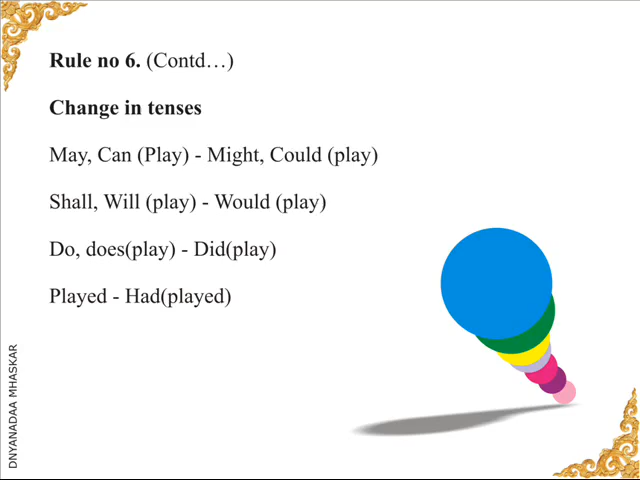 Rule no 6. (Contd…)
Change in tenses
May, Can (Play) - Might, Could (play)
Shall, Will (play) - Would (play)
Do, does(play) - Did(play)
Played - Had(played)
DNYANADAA MHASKAR